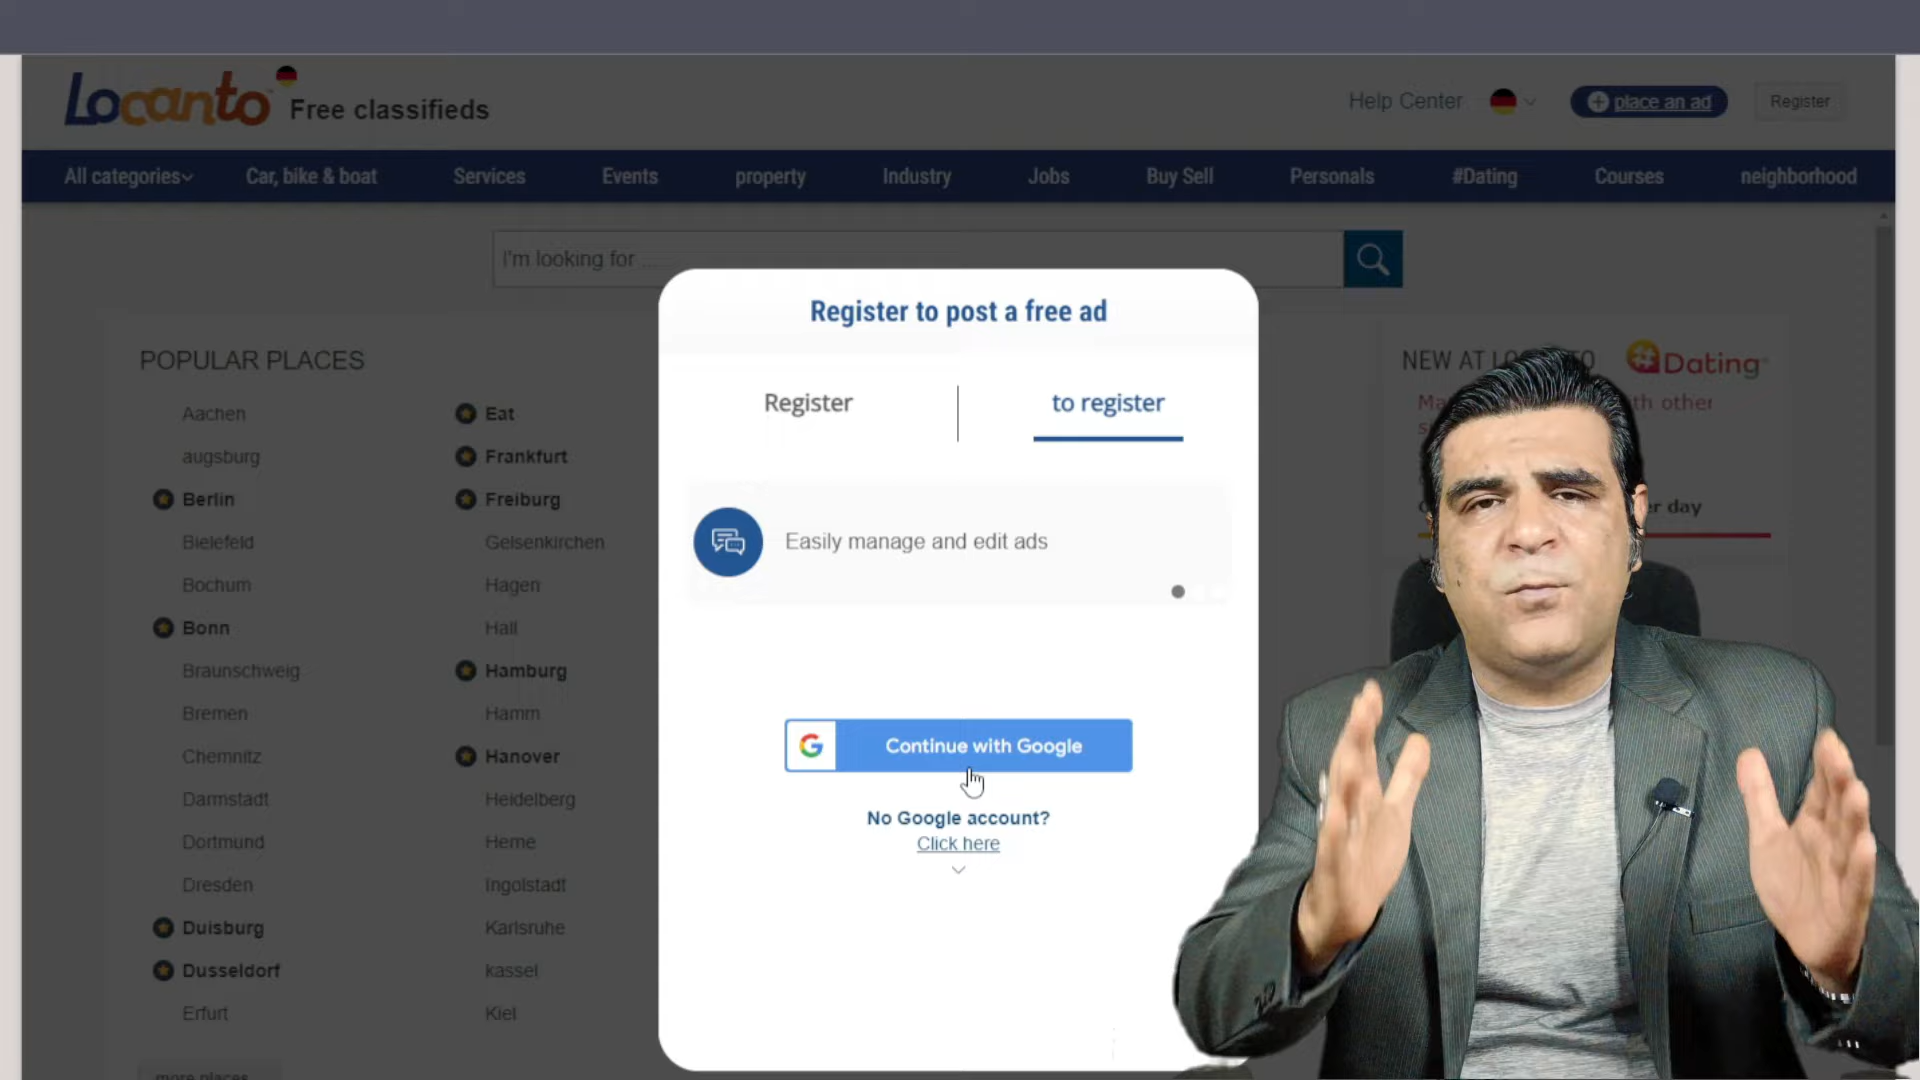 Locanto Free classifieds
Help Center
place an ad
Register
All categories
Car, bike & boat
Services
Events
property
Industry
Jobs
Buy Sell
Personals
#Dating
Courses
neighborhood
I'm looking for ......
Register to post a free ad
Register
to register
Easily manage and edit ads
Continue with Google
No Google account?
Click here
POPULAR PLACES
Aachen
augsburg
Berlin
Bielefeld
Bochum
Bonn
Braunschweig
Bremen
Chemnitz
Darmstadt
Dortmund
Dresden
Duisburg
Dusseldorf
Erfurt
more places
Eat
Frankfurt
Freiburg
Gelsenkirchen
Hagen
Hall
Hamburg
Hamm
Hanover
Heidelberg
Herne
Ingolstadt
Karlsruhe
kassel
Kiel
NEW AT
#Dating
other
day